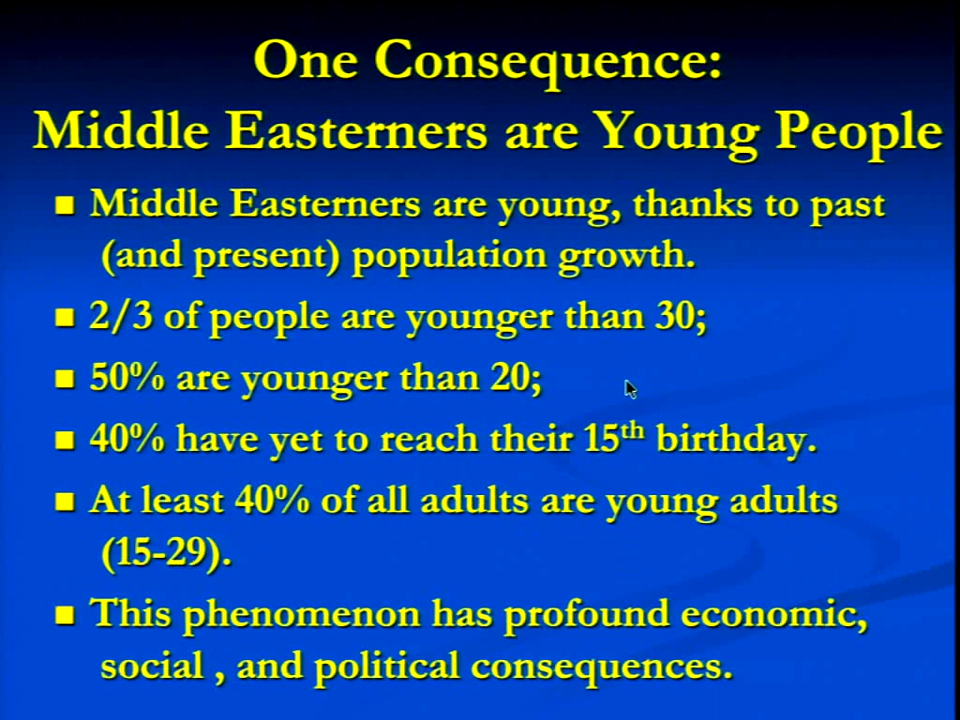 One Consequence:
Middle Easterners are Young People
■ Middle Easterners are young, thanks to past
(and present) population growth.
■ 2/3 of people are younger than 30;
■ 50% are younger than 20;
■ 40% have yet to reach their 15th birthday.
■ At least 40% of all adults are young adults
(15-29).
■ This phenomenon has profound economic,
social , and political consequences.